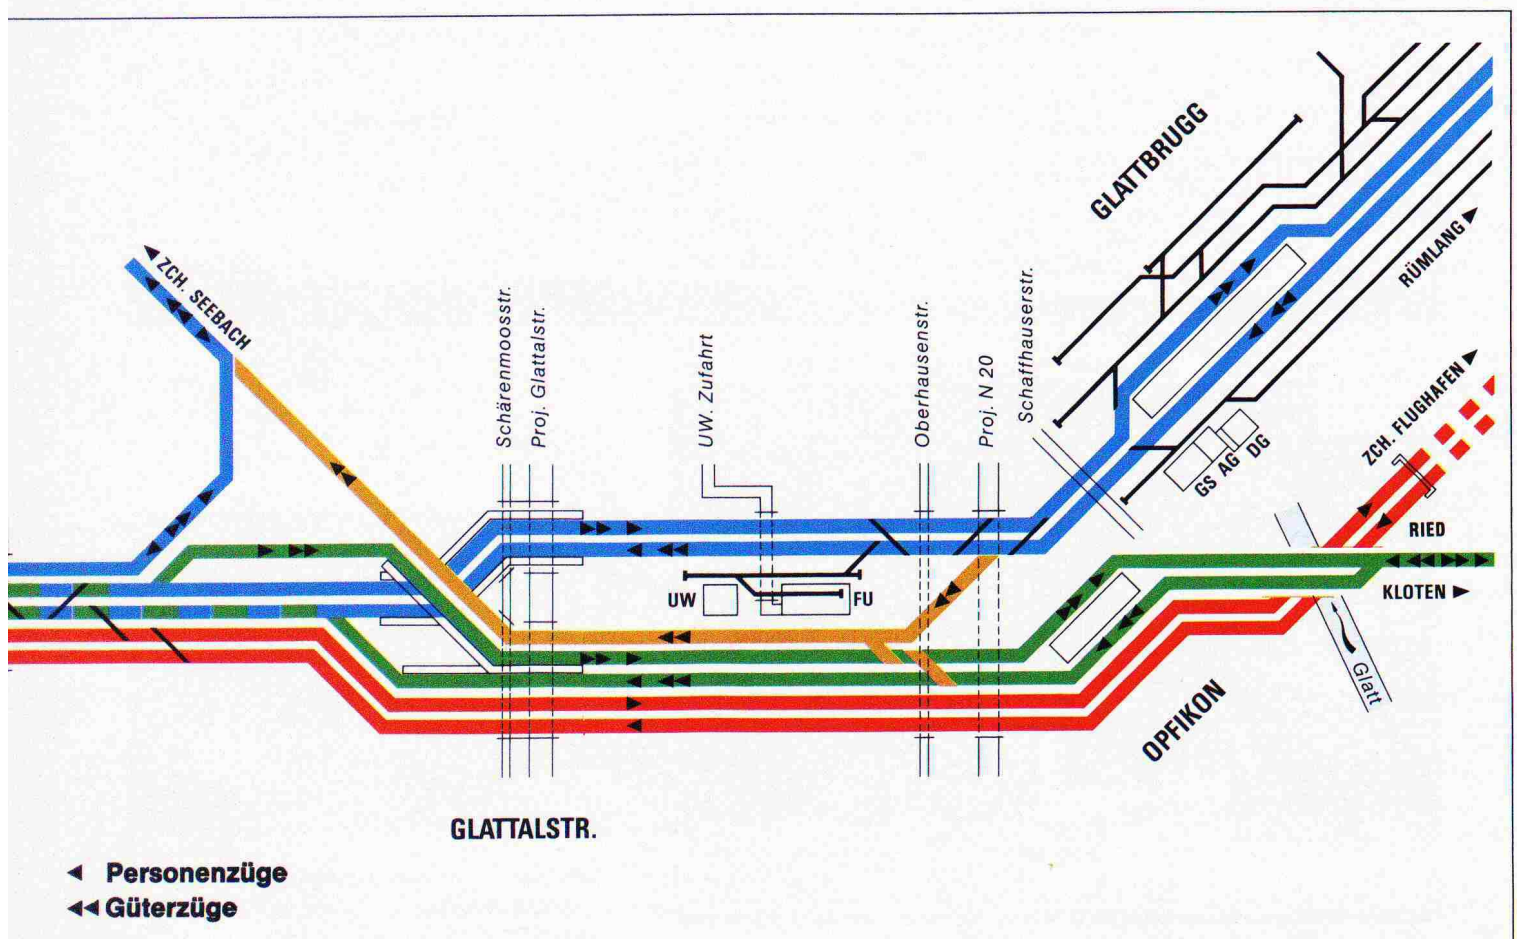 GLATTBRUGG
RÜMLANG
ZCH. SEEBACH
Schärenmoosstr.
Proj. Glattalstr.
UW. Zufahrt
Oberhausenstr.
Proj. N 20
Schaffhauserstr.
GS AG DG
ZCH. FLUGHAFEN
RIED
KLOTEN
UW
FU
Glatt
OPFIKON
GLATTALSTR.
Personenzüge
Güterzüge